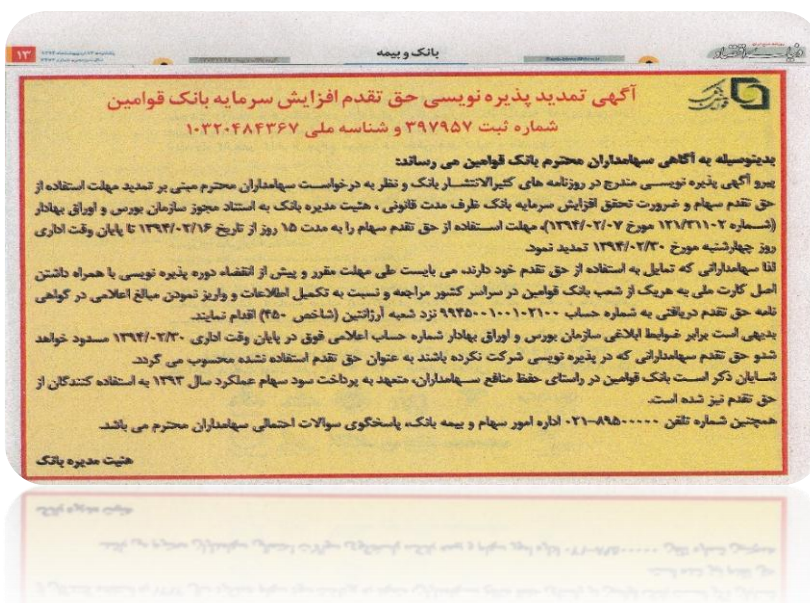 ۱۳
بانک و بیمه
آگهی تمدید پذیره نویسی حق تقدم افزایش سرمایه بانک قوامین
شماره ثبت ۳۹۷۹۵۷ و شناسه ملی ۱۰۳۲۰۴۸۴۳۶۷
بدینوسیله به آگاهی سهامداران محترم بانک قوامین می رساند:
پیرو آگهی پذیره نویسی مندرج در روزنامه های کثیرالانتشار بانک و نظر به درخواست سهامداران محترم مبنی بر تمدید مهلت استفاده از
حق تقدم سهام و ضرورت تحقق افزایش سرمایه بانک ظرف مدت قانونی ، هئیت مدیره بانک به استناد مجوز سازمان بورس و اوراق بهادار
(شماره ۱۲۱/۳۱۱۰۲ مورخ ۱۳۹۴/۰۲/۰۷)، مهلت استفاده از حق تقدم سهام را به مدت ۱۵ روز از تاریخ ۱۳۹۴/۰۲/۱۶ تا پایان وقت اداری
روز چهارشنبه مورخ ۱۳۹۴/۰۲/۳۰ تمدید نمود.
لذا سهامدارانی که تمایل به استفاده از حق تقدم خود دارند، می بایست طی مهلت مقرر و پیش از انقضاء دوره پذیره نویسی با همراه داشتن
اصل کارت ملی به هریک از شعب بانک قوامین در سراسر کشور مراجعه و نسبت به تکمیل اطلاعات و واریز نمودن مبالغ اعلامی در گواهی
نامه حق تقدم دریافتی به شماره حساب ۹۹۴۵۰۰۱۰۰۱۰۲۱۰۰ نزد شعبه آرژانتین (شاخص ۴۵۰) اقدام نمایند.
بدیهی است برابر ضوابط ابلاغی سازمان بورس و اوراق بهادار شماره حساب اعلامی فوق در پایان وقت اداری ۱۳۹۴/۰۲/۳۰ مسدود خواهد
شدو حق تقدم سهامدارانی که در پذیره نویسی شرکت نکرده باشند به عنوان حق تقدم استفاده نشده محسوب می گردد.
شایان ذکر است بانک قوامین در راستای حفظ منافع سهامداران، متعهد به پرداخت سود سهام عملکرد سال ۱۳۹۳ به استفاده کنندگان از
حق تقدم نیز شده است.
همچنین شماره تلفن ۸۹۵۰۰۰۰۰-۰۲۱ اداره امور سهام و بیمه بانک، پاسخگوی سوالات احتمالی سهامداران محترم می باشد.
هئیت مدیره بانک